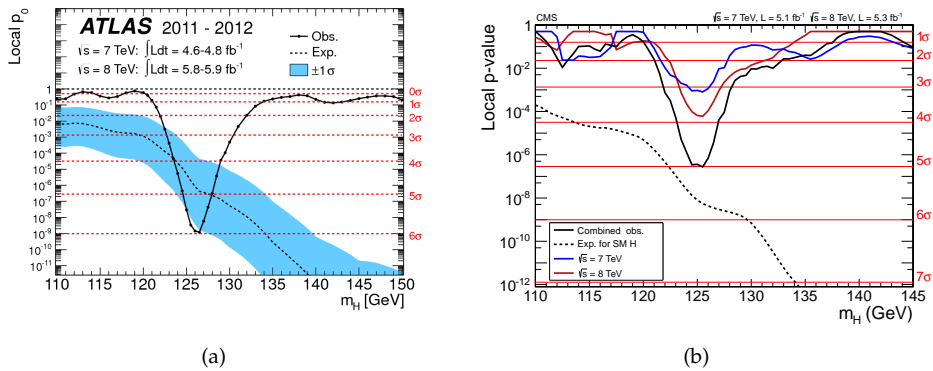 ATLAS 2011 - 2012
√s = 7 TeV: ∫Ldt = 4.6-4.8 fb⁻¹
√s = 8 TeV: ∫Ldt = 5.8-5.9 fb⁻¹
Obs.
Exp.
±1 σ
Local p₀
1
10⁻¹
10⁻²
10⁻³
10⁻⁴
10⁻⁵
10⁻⁶
10⁻⁷
10⁻⁸
10⁻⁹
10⁻¹⁰
10⁻¹¹
0σ
1σ
2σ
3σ
4σ
5σ
6σ
110 115 120 125 130 135 140 145 150
m_H [GeV]
(a)
CMS √s = 7 TeV, L = 5.1 fb⁻¹ √s = 8 TeV, L = 5.3 fb⁻¹
Local p-value
1
10⁻²
10⁻⁴
10⁻⁶
10⁻⁸
10⁻¹⁰
10⁻¹²
1σ
2σ
3σ
4σ
5σ
6σ
7σ
Combined obs.
Exp. for SM H
√s = 7 TeV
√s = 8 TeV
110 115 120 125 130 135 140 145
m_H (GeV)
(b)